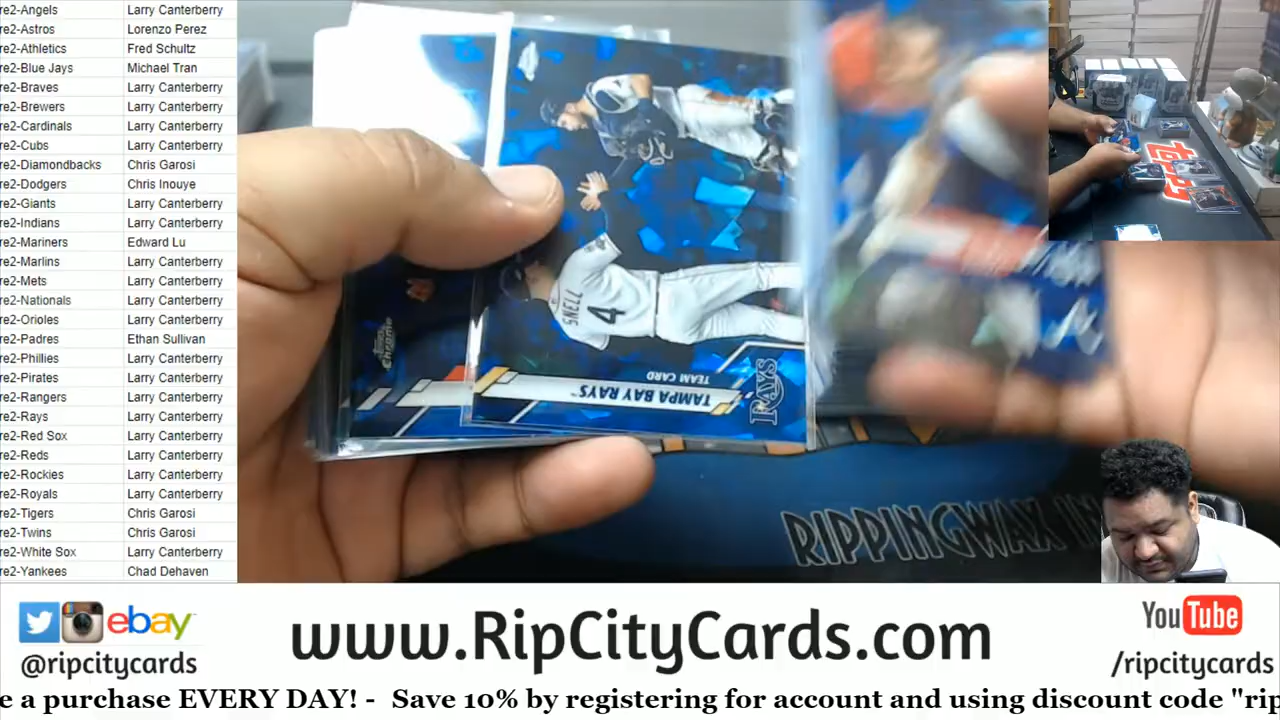 re2-Angels Larry Canterberry
re2-Astros Lorenzo Perez
re2-Athletics Fred Schultz
re2-Blue Jays Michael Tran
re2-Braves Larry Canterberry
re2-Brewers Larry Canterberry
re2-Cardinals Larry Canterberry
re2-Cubs Larry Canterberry
re2-Diamondbacks Chris Garosi
re2-Dodgers Chris Inouye
re2-Giants Larry Canterberry
re2-Indians Larry Canterberry
re2-Mariners Edward Lu
re2-Marlins Larry Canterberry
re2-Mets Larry Canterberry
re2-Nationals Larry Canterberry
re2-Orioles Larry Canterberry
re2-Padres Ethan Sullivan
re2-Phillies Larry Canterberry
re2-Pirates Larry Canterberry
re2-Rangers Larry Canterberry
re2-Rays Larry Canterberry
re2-Red Sox Larry Canterberry
re2-Reds Larry Canterberry
re2-Rockies Larry Canterberry
re2-Royals Larry Canterberry
re2-Tigers Chris Garosi
re2-Twins Chris Garosi
re2-White Sox Larry Canterberry
re2-Yankees Chad Dehaven
SNELL
4
TEAM CARD
TAMPA BAY RAYS™
RAYS
Topps Chrome
RIPPINGWAX
ebay™
@ripcitycards
www.RipCityCards.com
YouTube
/ripcitycards
e a purchase EVERY DAY! - Save 10% by registering for account and using discount code "rip